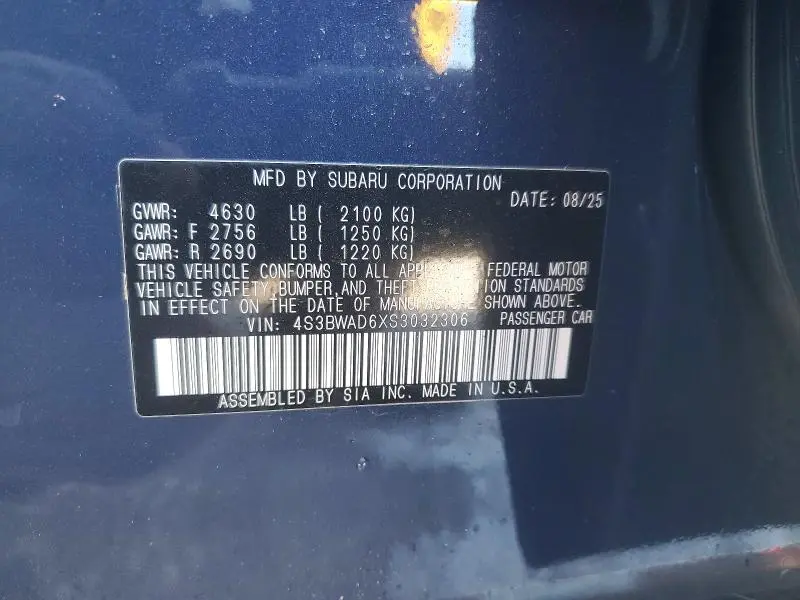 MFD BY SUBARU CORPORATION
DATE: 08/25
GVWR: 4630 LB ( 2100 KG)
GAWR: F 2756 LB ( 1250 KG)
GAWR: R 2690 LB ( 1220 KG)
THIS VEHICLE CONFORMS TO ALL APPLICABLE FEDERAL MOTOR
VEHICLE SAFETY, BUMPER, AND THEFT PREVENTION STANDARDS
IN EFFECT ON THE DATE OF MANUFACTURE SHOWN ABOVE.
VIN: 4S3BWAD6XS3032306 PASSENGER CAR
ASSEMBLED BY SIA INC. MADE IN U.S.A.